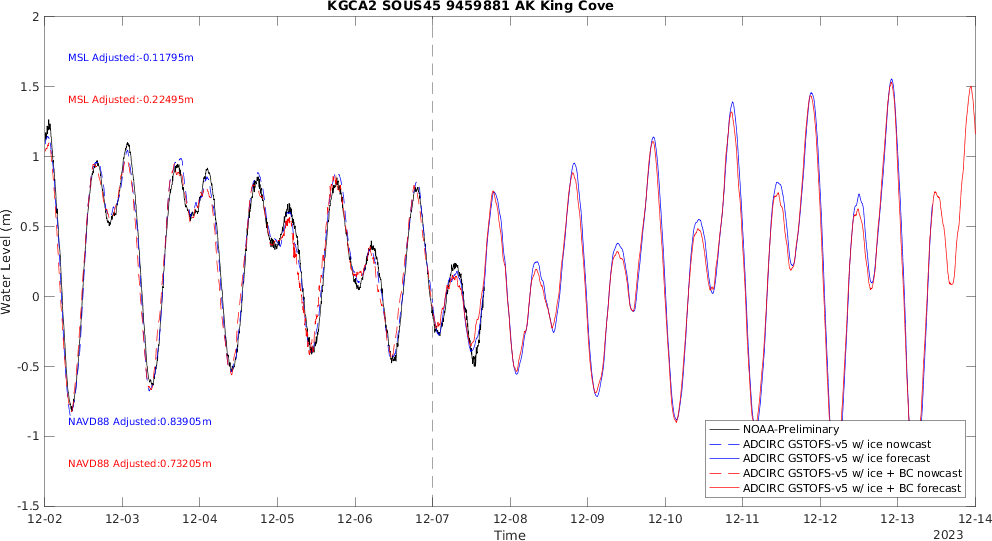 KGCA2 SOUS45 9459881 AK King Cove
2
1.5
1
0.5
0
-0.5
-1
-1.5
Water Level (m)
MSL Adjusted:-0.11795m
MSL Adjusted:-0.22495m
NAVD88 Adjusted:0.83905m
NAVD88 Adjusted:0.73205m
NOAA-Preliminary
ADCIRC GSTOFS-v5 w/ ice nowcast
ADCIRC GSTOFS-v5 w/ ice forecast
ADCIRC GSTOFS-v5 w/ ice + BC nowcast
ADCIRC GSTOFS-v5 w/ ice + BC forecast
12-02 12-03 12-04 12-05 12-06 12-07 12-08 12-09 12-10 12-11 12-12 12-13 12-14
Time
2023